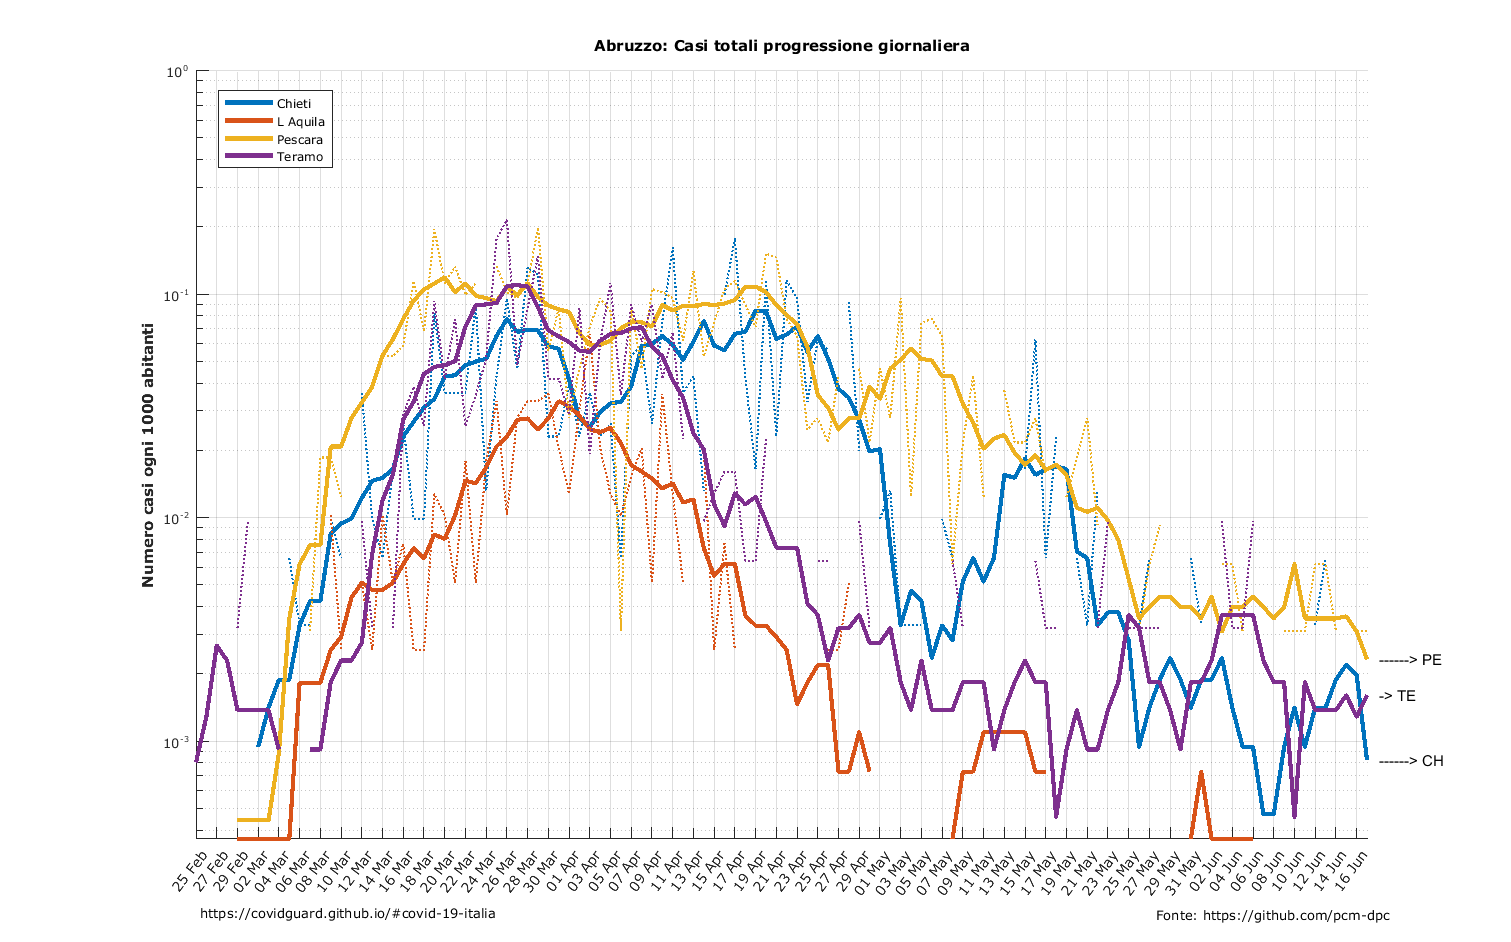 Abruzzo: Casi totali progressione giornaliera
Numero casi ogni 1000 abitanti
10^0
10^-1
10^-2
10^-3
Chieti
L Aquila
Pescara
Teramo
------> PE
-> TE
------> CH
25 Feb
27 Feb
29 Feb
02 Mar
04 Mar
06 Mar
08 Mar
10 Mar
12 Mar
14 Mar
16 Mar
18 Mar
20 Mar
22 Mar
24 Mar
26 Mar
28 Mar
30 Mar
01 Apr
03 Apr
05 Apr
07 Apr
09 Apr
11 Apr
13 Apr
15 Apr
17 Apr
19 Apr
21 Apr
23 Apr
25 Apr
27 Apr
29 Apr
01 May
03 May
05 May
07 May
09 May
11 May
13 May
15 May
17 May
19 May
21 May
23 May
25 May
27 May
29 May
31 May
02 Jun
04 Jun
06 Jun
08 Jun
10 Jun
12 Jun
14 Jun
16 Jun
https://covidguard.github.io/#covid-19-italia
Fonte: https://github.com/pcm-dpc